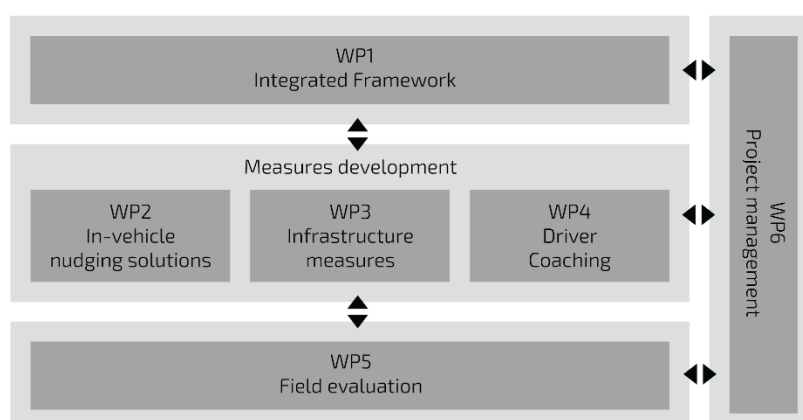 WP1
Integrated Framework
Measures development
WP2
In-vehicle
nudging solutions
WP3
Infrastructure
measures
WP4
Driver
Coaching
WP5
Field evaluation
WP6
Project management